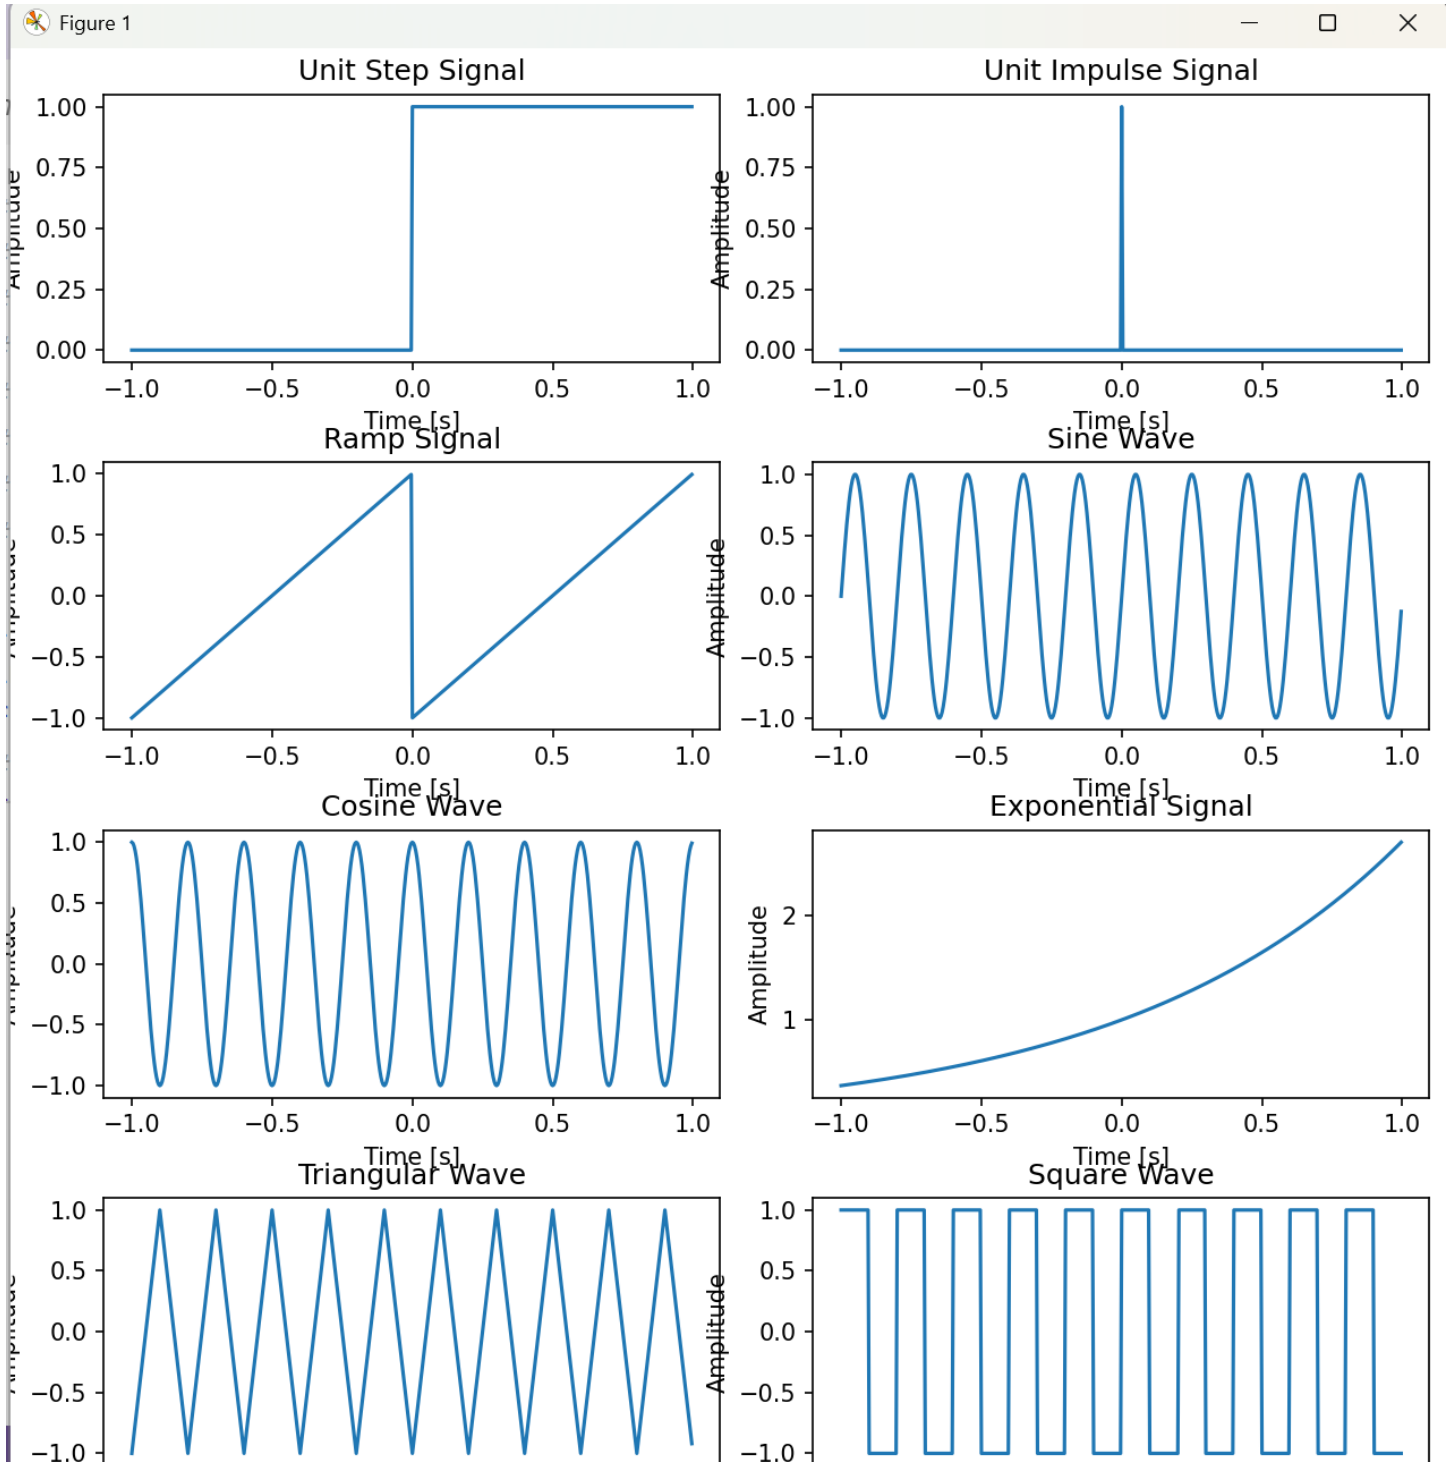 Figure 1
Unit Step Signal
1.00
0.75
0.50
0.25
0.00
Amplitude
−1.0 −0.5 0.0 0.5 1.0
Time [s]
Unit Impulse Signal
1.00
0.75
0.50
0.25
0.00
Amplitude
−1.0 −0.5 0.0 0.5 1.0
Time [s]
Ramp Signal
1.0
0.5
0.0
−0.5
−1.0
Amplitude
−1.0 −0.5 0.0 0.5 1.0
Time [s]
Sine Wave
1.0
0.5
0.0
−0.5
−1.0
Amplitude
−1.0 −0.5 0.0 0.5 1.0
Time [s]
Cosine Wave
1.0
0.5
0.0
−0.5
−1.0
Amplitude
−1.0 −0.5 0.0 0.5 1.0
Time [s]
Exponential Signal
2
1
Amplitude
−1.0 −0.5 0.0 0.5 1.0
Time [s]
Triangular Wave
1.0
0.5
0.0
−0.5
−1.0
Amplitude
Square Wave
1.0
0.5
0.0
−0.5
−1.0
Amplitude